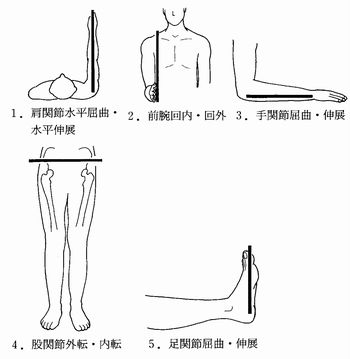 1．肩関節水平屈曲・
水平伸展
2．前腕回内・回外
3．手関節屈曲・伸展
4．股関節外転・内転
5．足関節屈曲・伸展